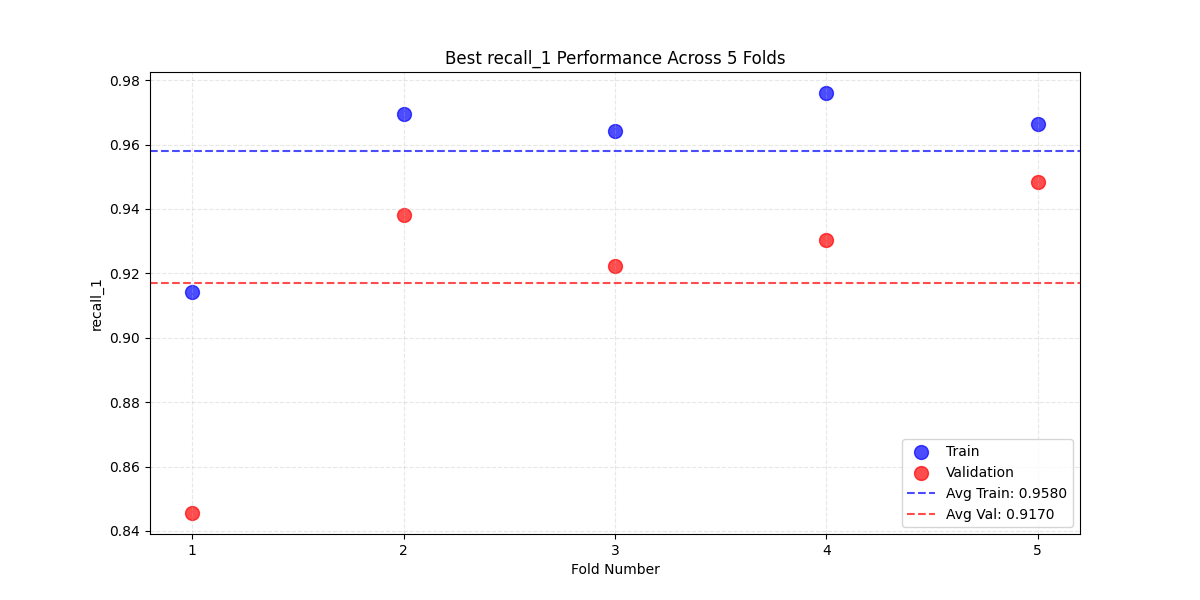 Best recall_1 Performance Across 5 Folds
0.98
0.96
0.94
0.92
0.90
0.88
0.86
0.84
recall_1
1 2 3 4 5
Fold Number
Train
Validation
Avg Train: 0.9580
Avg Val: 0.9170